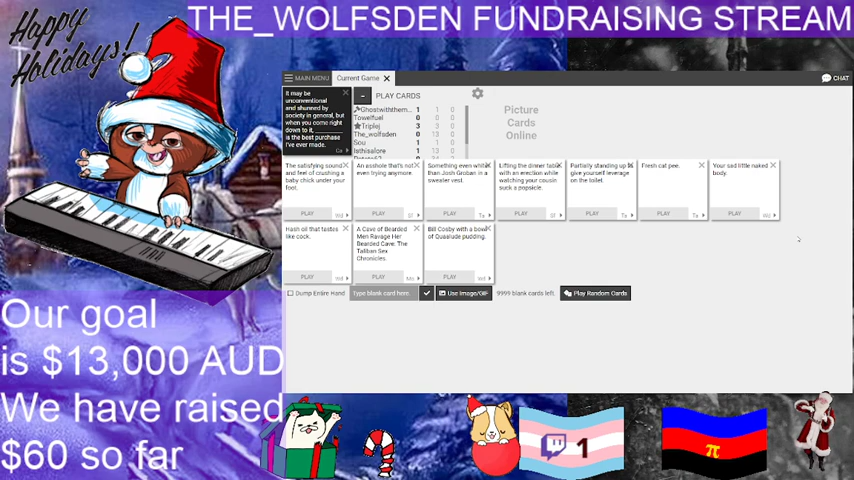 Happy
Holidays!
THE_WOLFSDEN FUNDRAISING STREAM
MAIN MENU
Current Game
CHAT
It may be
unconventional
and shunned by
society in general, but
when you come right
down to it, ______
is the best purchase
I've ever made.
Ca
PLAY CARDS
Ghostwiththem... 1 1 0
Towelfuel 0 0 0
Triplej 3 3 0
The_wolfsden 0 13 0
Sou 1 1 0
Isthisalore 1 13 0
Picture
Cards
Online
The satisfying sound
and feel of crushing a
baby chick under your
foot.
PLAY
An asshole that's not
even trying anymore.
PLAY
Something even whiter
than Josh Groban in a
sweater vest.
PLAY
Lifting the dinner table
with an erection while
watching your cousin
suck a popsicle.
PLAY
Partially standing up to
give yourself leverage
on the toilet.
PLAY
Fresh cat pee.
PLAY
Your sad little naked
body.
PLAY
Hash oil that tastes
like cock.
PLAY
A Cave of Bearded
Men Ravage Her
Bearded Cave: The
Taliban Sex
Chronicles.
PLAY
Bill Cosby with a bowl
of Quaalude pudding.
PLAY
Dump Entire Hand
Type blank card here.
Use Image/GIF
9999 blank cards left.
Play Random Cards
Our goal
is $13,000 AUD
We have raised
$60 so far
1
π